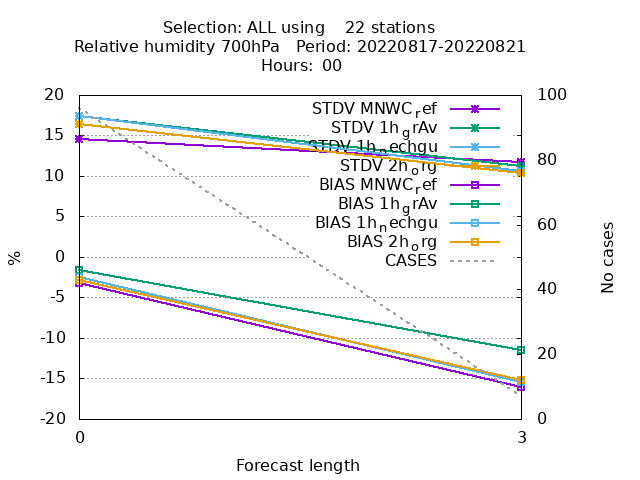 Selection: ALL using    22 stations
Relative humidity 700hPa   Period: 20220817-20220821
Hours: 00
20
15
10
5
0
-5
-10
-15
-20
%
100
80
60
40
20
0
No cases
STDV MNWC_ref
STDV 1h_grAv
STDV 1h_nechgu
STDV 2h_org
BIAS MNWC_ref
BIAS 1h_grAv
BIAS 1h_nechgu
BIAS 2h_org
CASES
0
3
Forecast length